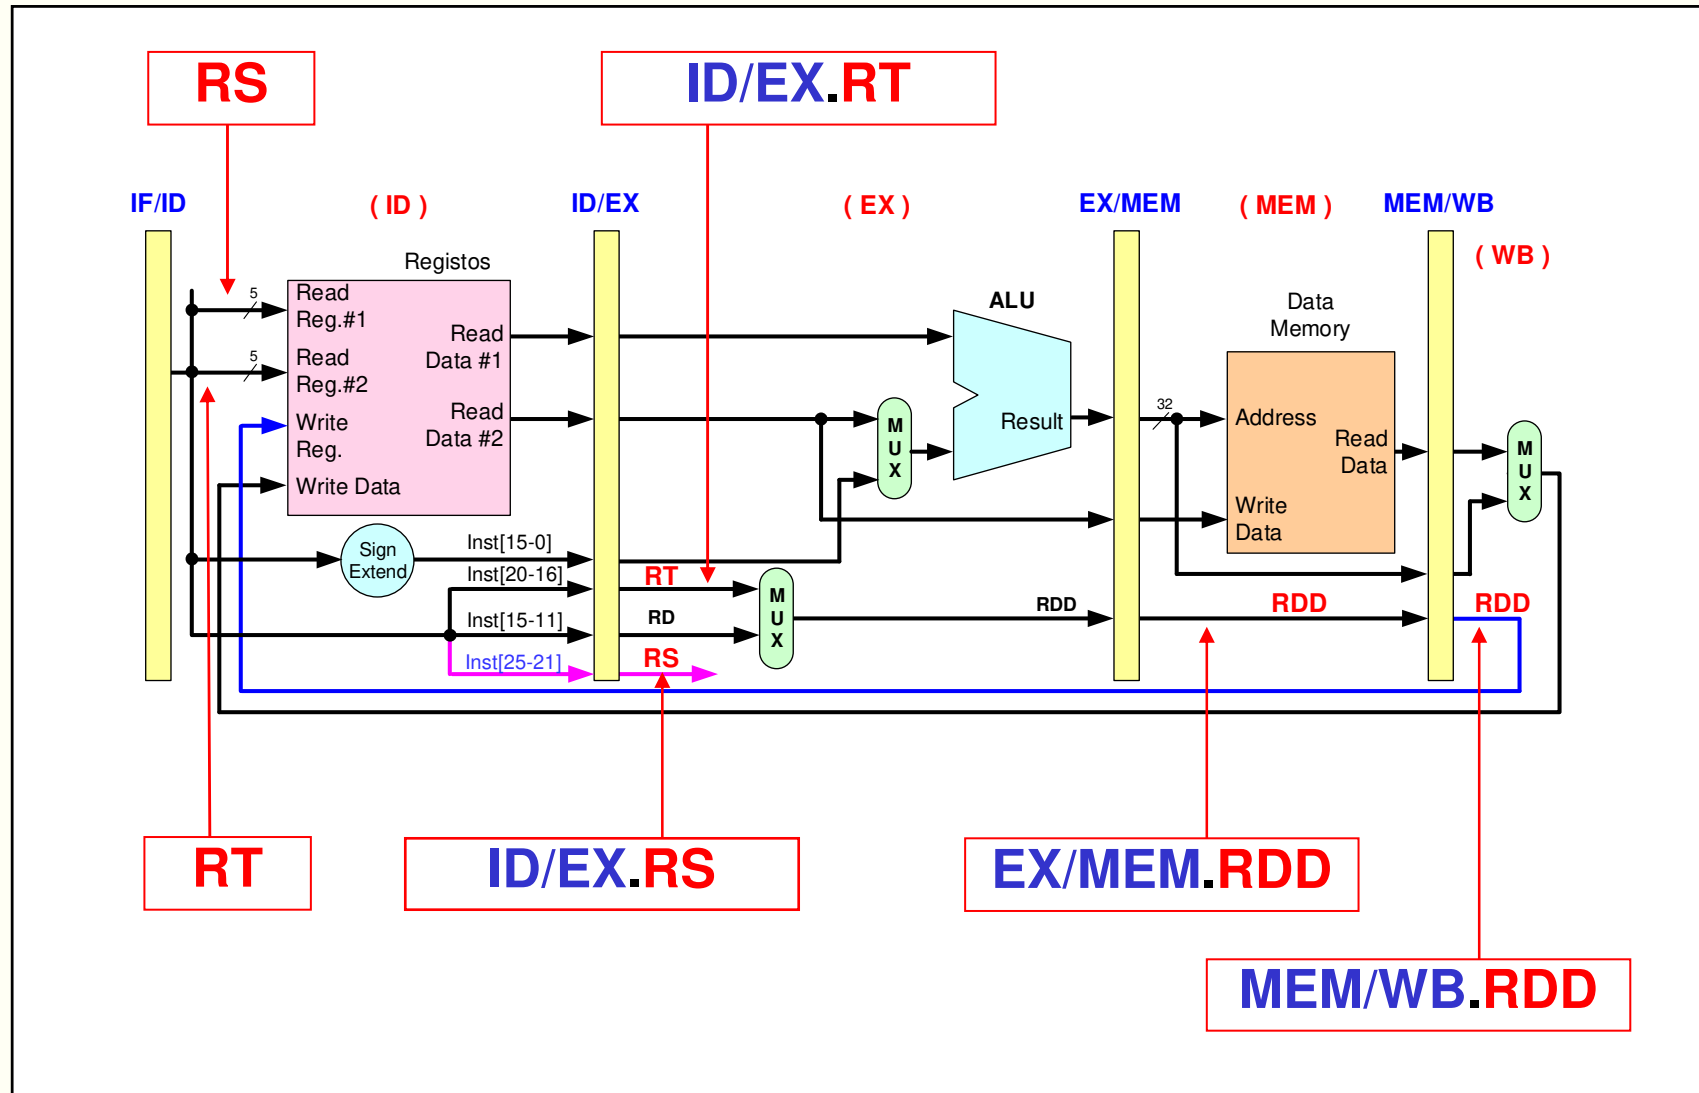 RS
ID/EX.RT
IF/ID
( ID )
ID/EX
( EX )
EX/MEM
( MEM )
MEM/WB
( WB )
Registos
5
Read
Reg.#1
5
Read
Reg.#2
Write
Reg.
Write Data
Read
Data #1
Read
Data #2
Sign
Extend
Inst[15-0]
Inst[20-16]
Inst[15-11]
Inst[25-21]
RT
RD
RS
M
U
X
M
U
X
ALU
Result
RDD
32
Data
Memory
Address
Read
Data
Write
Data
RDD
M
U
X
RDD
RT
ID/EX.RS
EX/MEM.RDD
MEM/WB.RDD